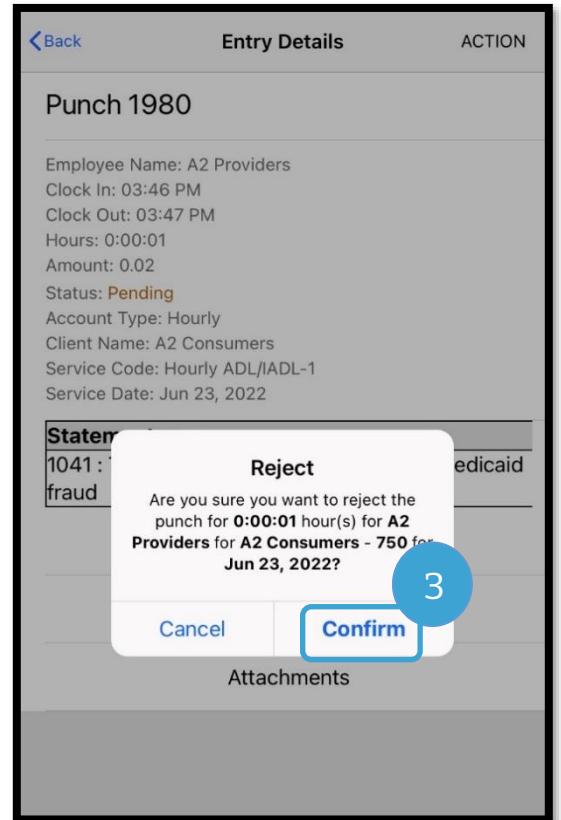 Back Entry Details ACTION
Punch 1980
Employee Name: A2 Providers
Clock In: 03:46 PM
Clock Out: 03:47 PM
Hours: 0:00:01
Amount: 0.02
Status: Pending
Account Type: Hourly
Client Name: A2 Consumers
Service Code: Hourly ADL/IADL-1
Service Date: Jun 23, 2022
1041 : edicaid
fraud
Reject
Are you sure you want to reject the
punch for 0:00:01 hour(s) for A2
Providers for A2 Consumers - 750 for
Jun 23, 2022?
3
Cancel Confirm
Attachments